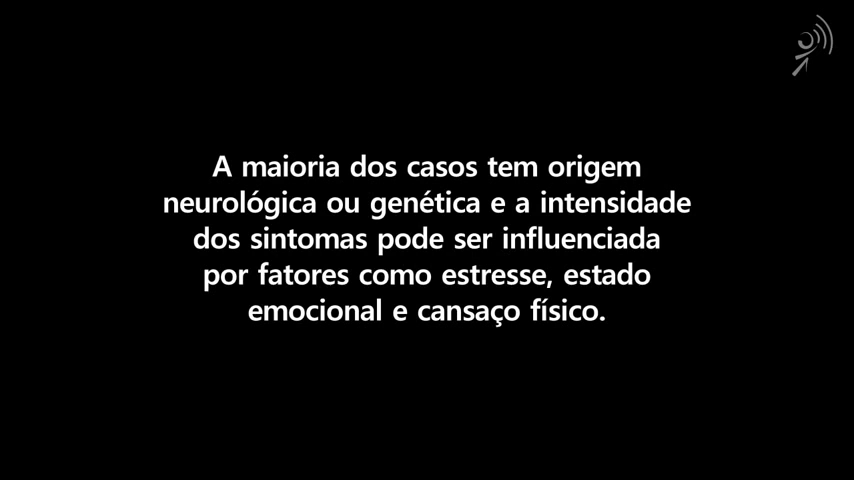 A maioria dos casos tem origem
neurológica ou genética e a intensidade
dos sintomas pode ser influenciada
por fatores como estresse, estado
emocional e cansaço físico.